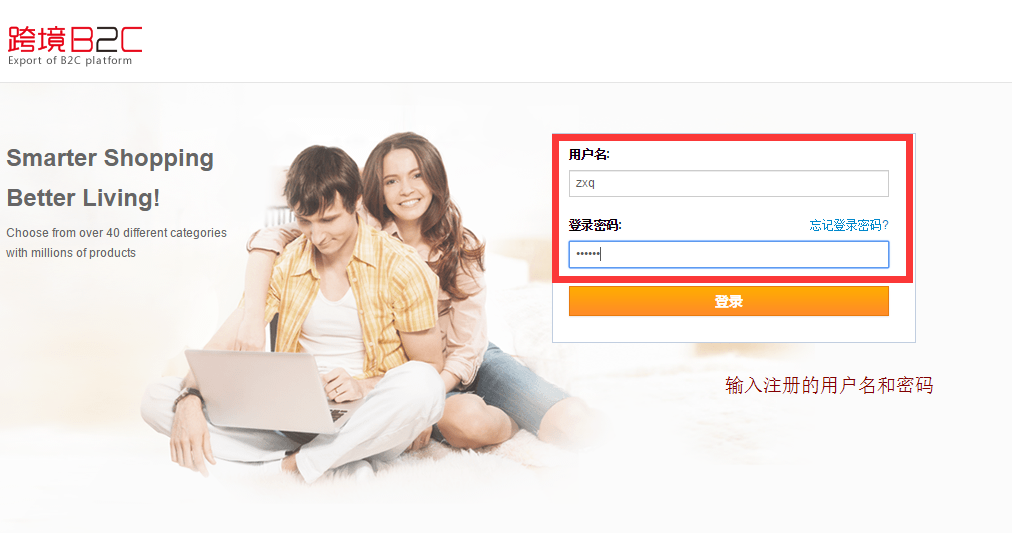 跨境B2C
Export of B2C platform
Smarter Shopping
Better Living!
Choose from over 40 different categories
with millions of products
用户名:
zxq
登录密码:
忘记登录密码?
••••••
登录
输入注册的用户名和密码